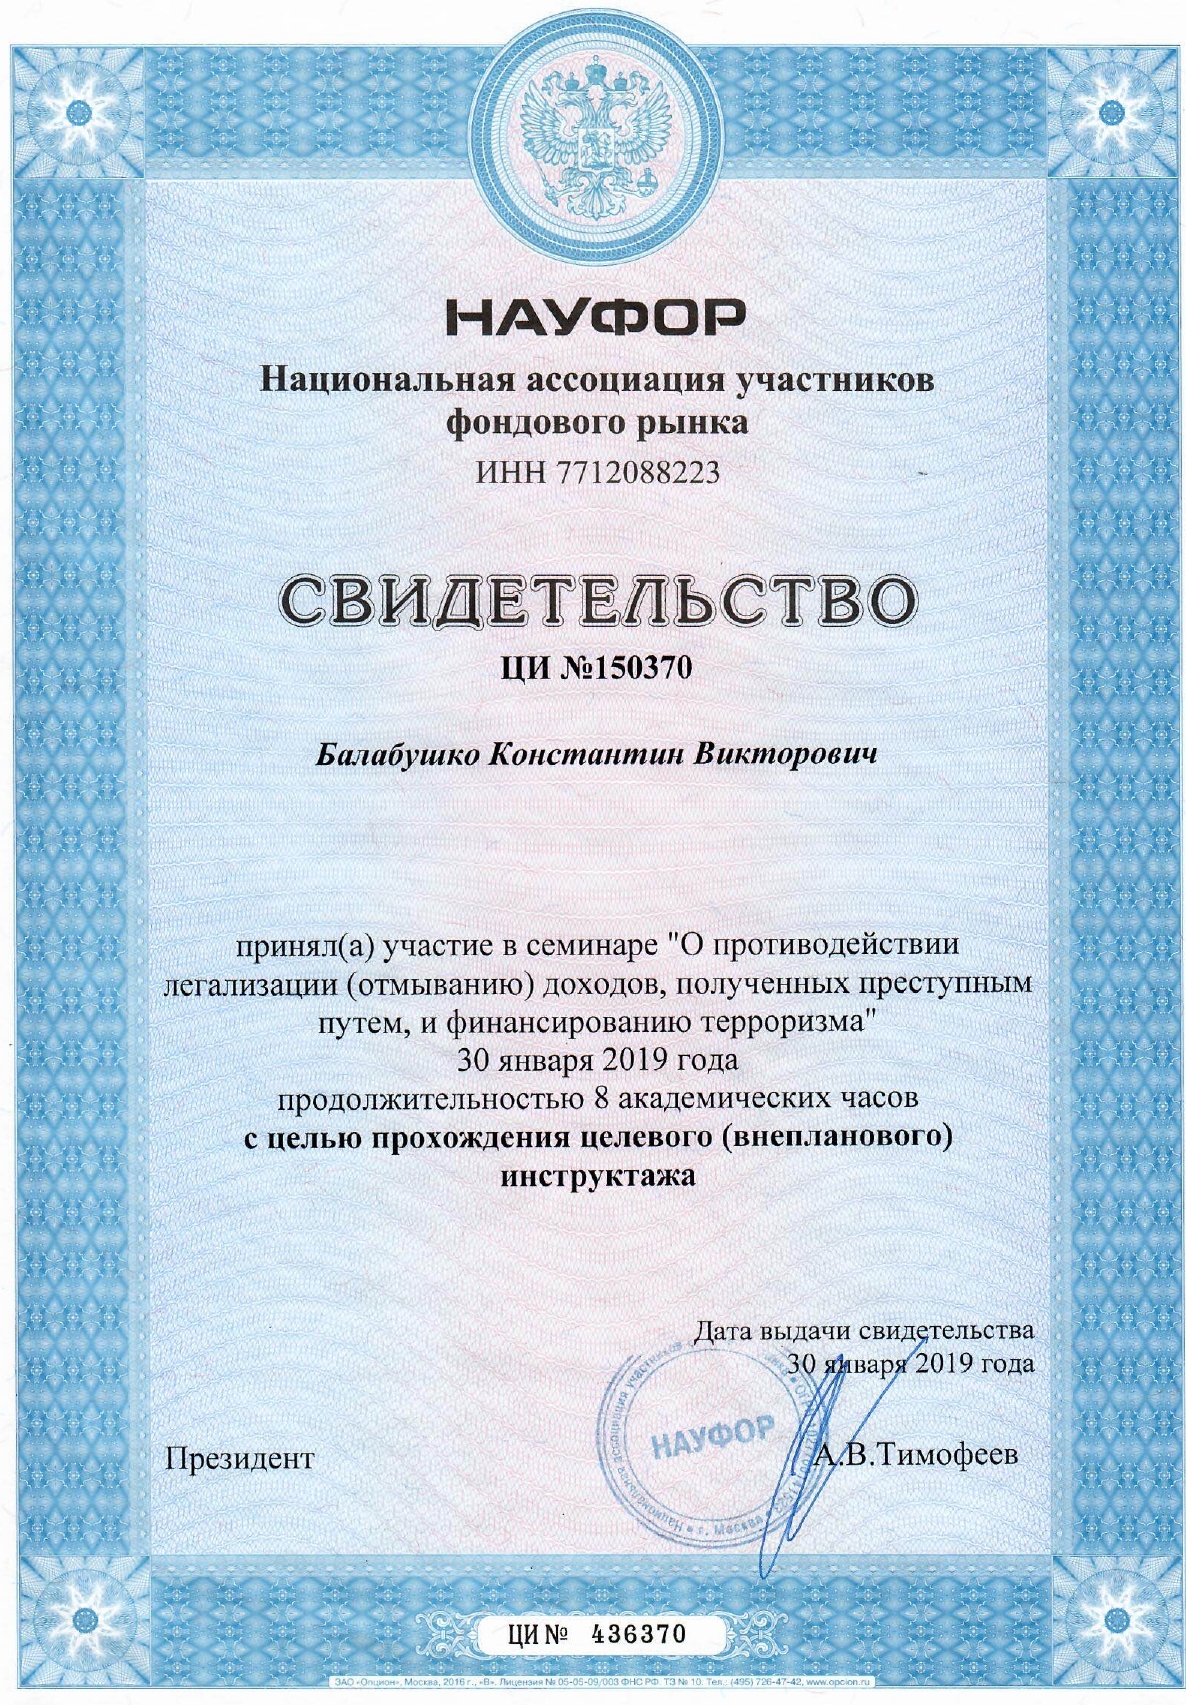 НАУФОР
Национальная ассоциация участников
фондового рынка
ИНН 7712088223
СВИДЕТЕЛЬСТВО
ЦИ №150370
Балабушко Константин Викторович
принял(а) участие в семинаре "О противодействии
легализации (отмыванию) доходов, полученных преступным
путем, и финансированию терроризма"
30 января 2019 года
продолжительностью 8 академических часов
с целью прохождения целевого (внепланового)
инструктажа
Дата выдачи свидетельства
30 января 2019 года
Национальная ассоциация участников
г. Москва
НАУФОР
Президент
А.В.Тимофеев
ЦИ № 436370
ЗАО «Опцион», Москва, 2016 г., «В». Лицензия № 05-05-09/003 ФНС РФ. ТЗ № 10. Тел.: (495) 726-47-42, www.opcion.ru